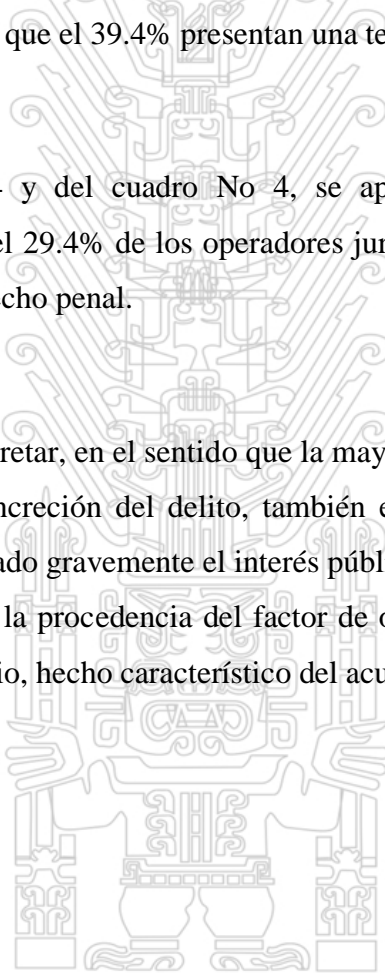 que el 39.4% presentan una te
y del cuadro No 4, se ap
el 29.4% de los operadores jur
cho penal.
retar, en el sentido que la may
ncreción del delito, también e
ado gravemente el interés públ
la procedencia del factor de o
io, hecho característico del acu